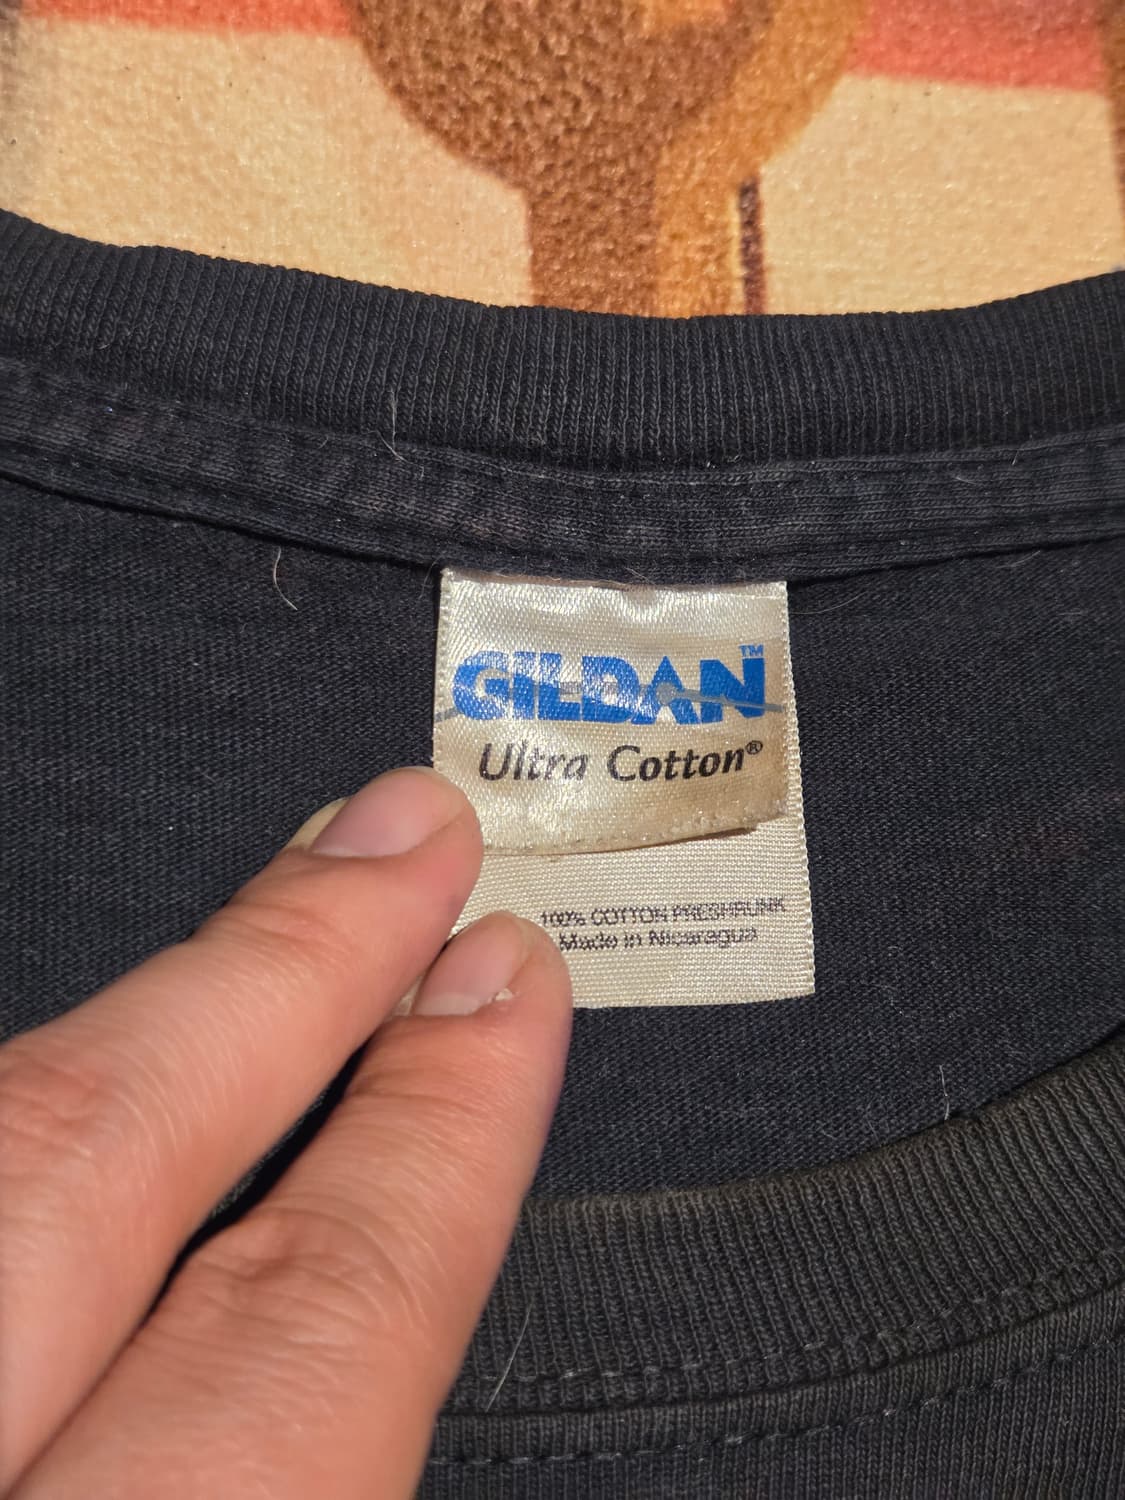 GILDAN™
Ultra Cotton®
100% COTTON PRESHRUNK
Made in Nicaragua